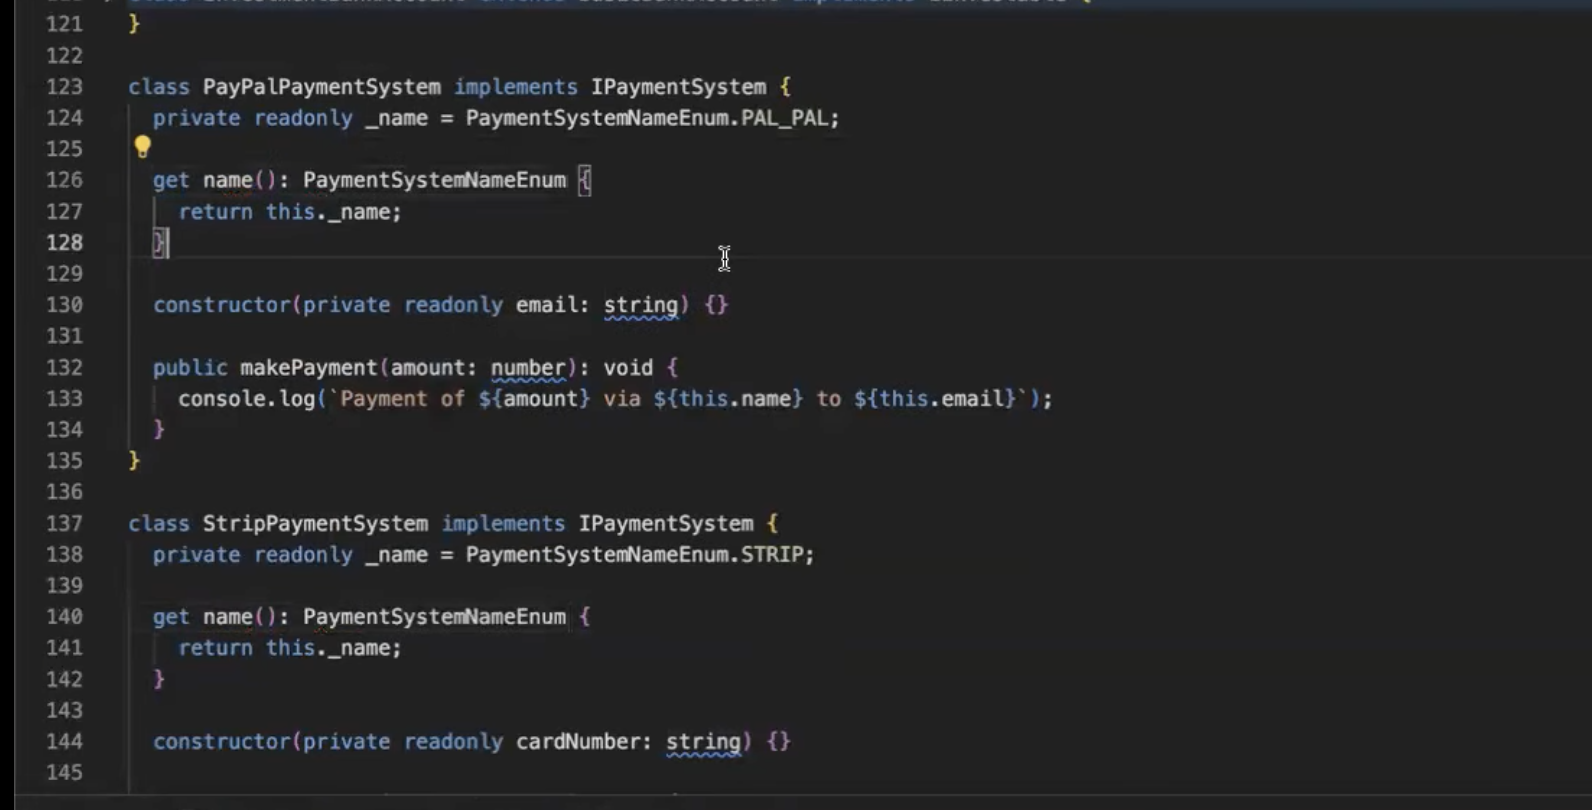 121 }
122
123 class PayPalPaymentSystem implements IPaymentSystem {
124 private readonly _name = PaymentSystemNameEnum.PAL_PAL;
125
126 get name(): PaymentSystemNameEnum {
127 return this._name;
128 }
129
130 constructor(private readonly email: string) {}
131
132 public makePayment(amount: number): void {
133 console.log(`Payment of ${amount} via ${this.name} to ${this.email}`);
134 }
135 }
136
137 class StripPaymentSystem implements IPaymentSystem {
138 private readonly _name = PaymentSystemNameEnum.STRIP;
139
140 get name(): PaymentSystemNameEnum {
141 return this._name;
142 }
143
144 constructor(private readonly cardNumber: string) {}
145